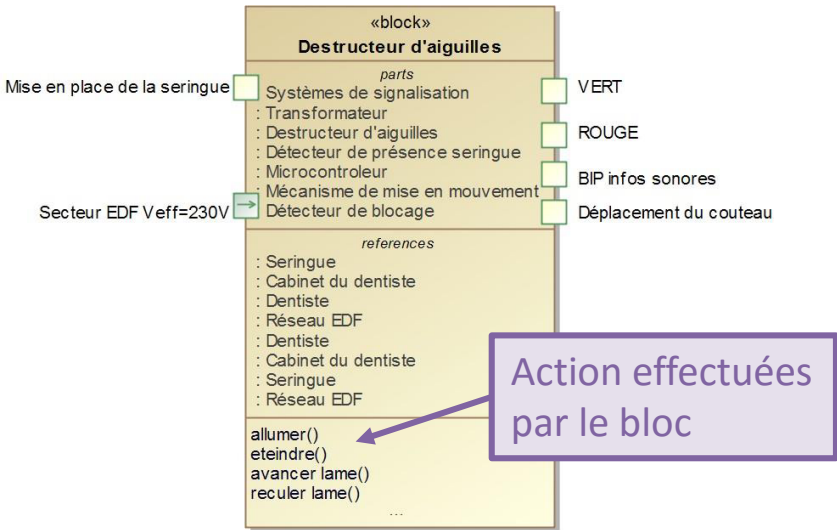 «block»
Destructeur d'aiguilles
parts
Mise en place de la seringue
Systèmes de signalisation
: Transformateur
: Destructeur d'aiguilles
: Détecteur de présence seringue
: Microcontroleur
: Mécanisme de mise en mouvement
: Détecteur de blocage
Secteur EDF Veff=230V
VERT
ROUGE
BIP infos sonores
Déplacement du couteau
references
: Seringue
: Cabinet du dentiste
: Dentiste
: Réseau EDF
: Dentiste
: Cabinet du dentiste
: Seringue
: Réseau EDF
allumer()
eteindre()
avancer lame()
reculer lame()
...
Action effectuées
par le bloc